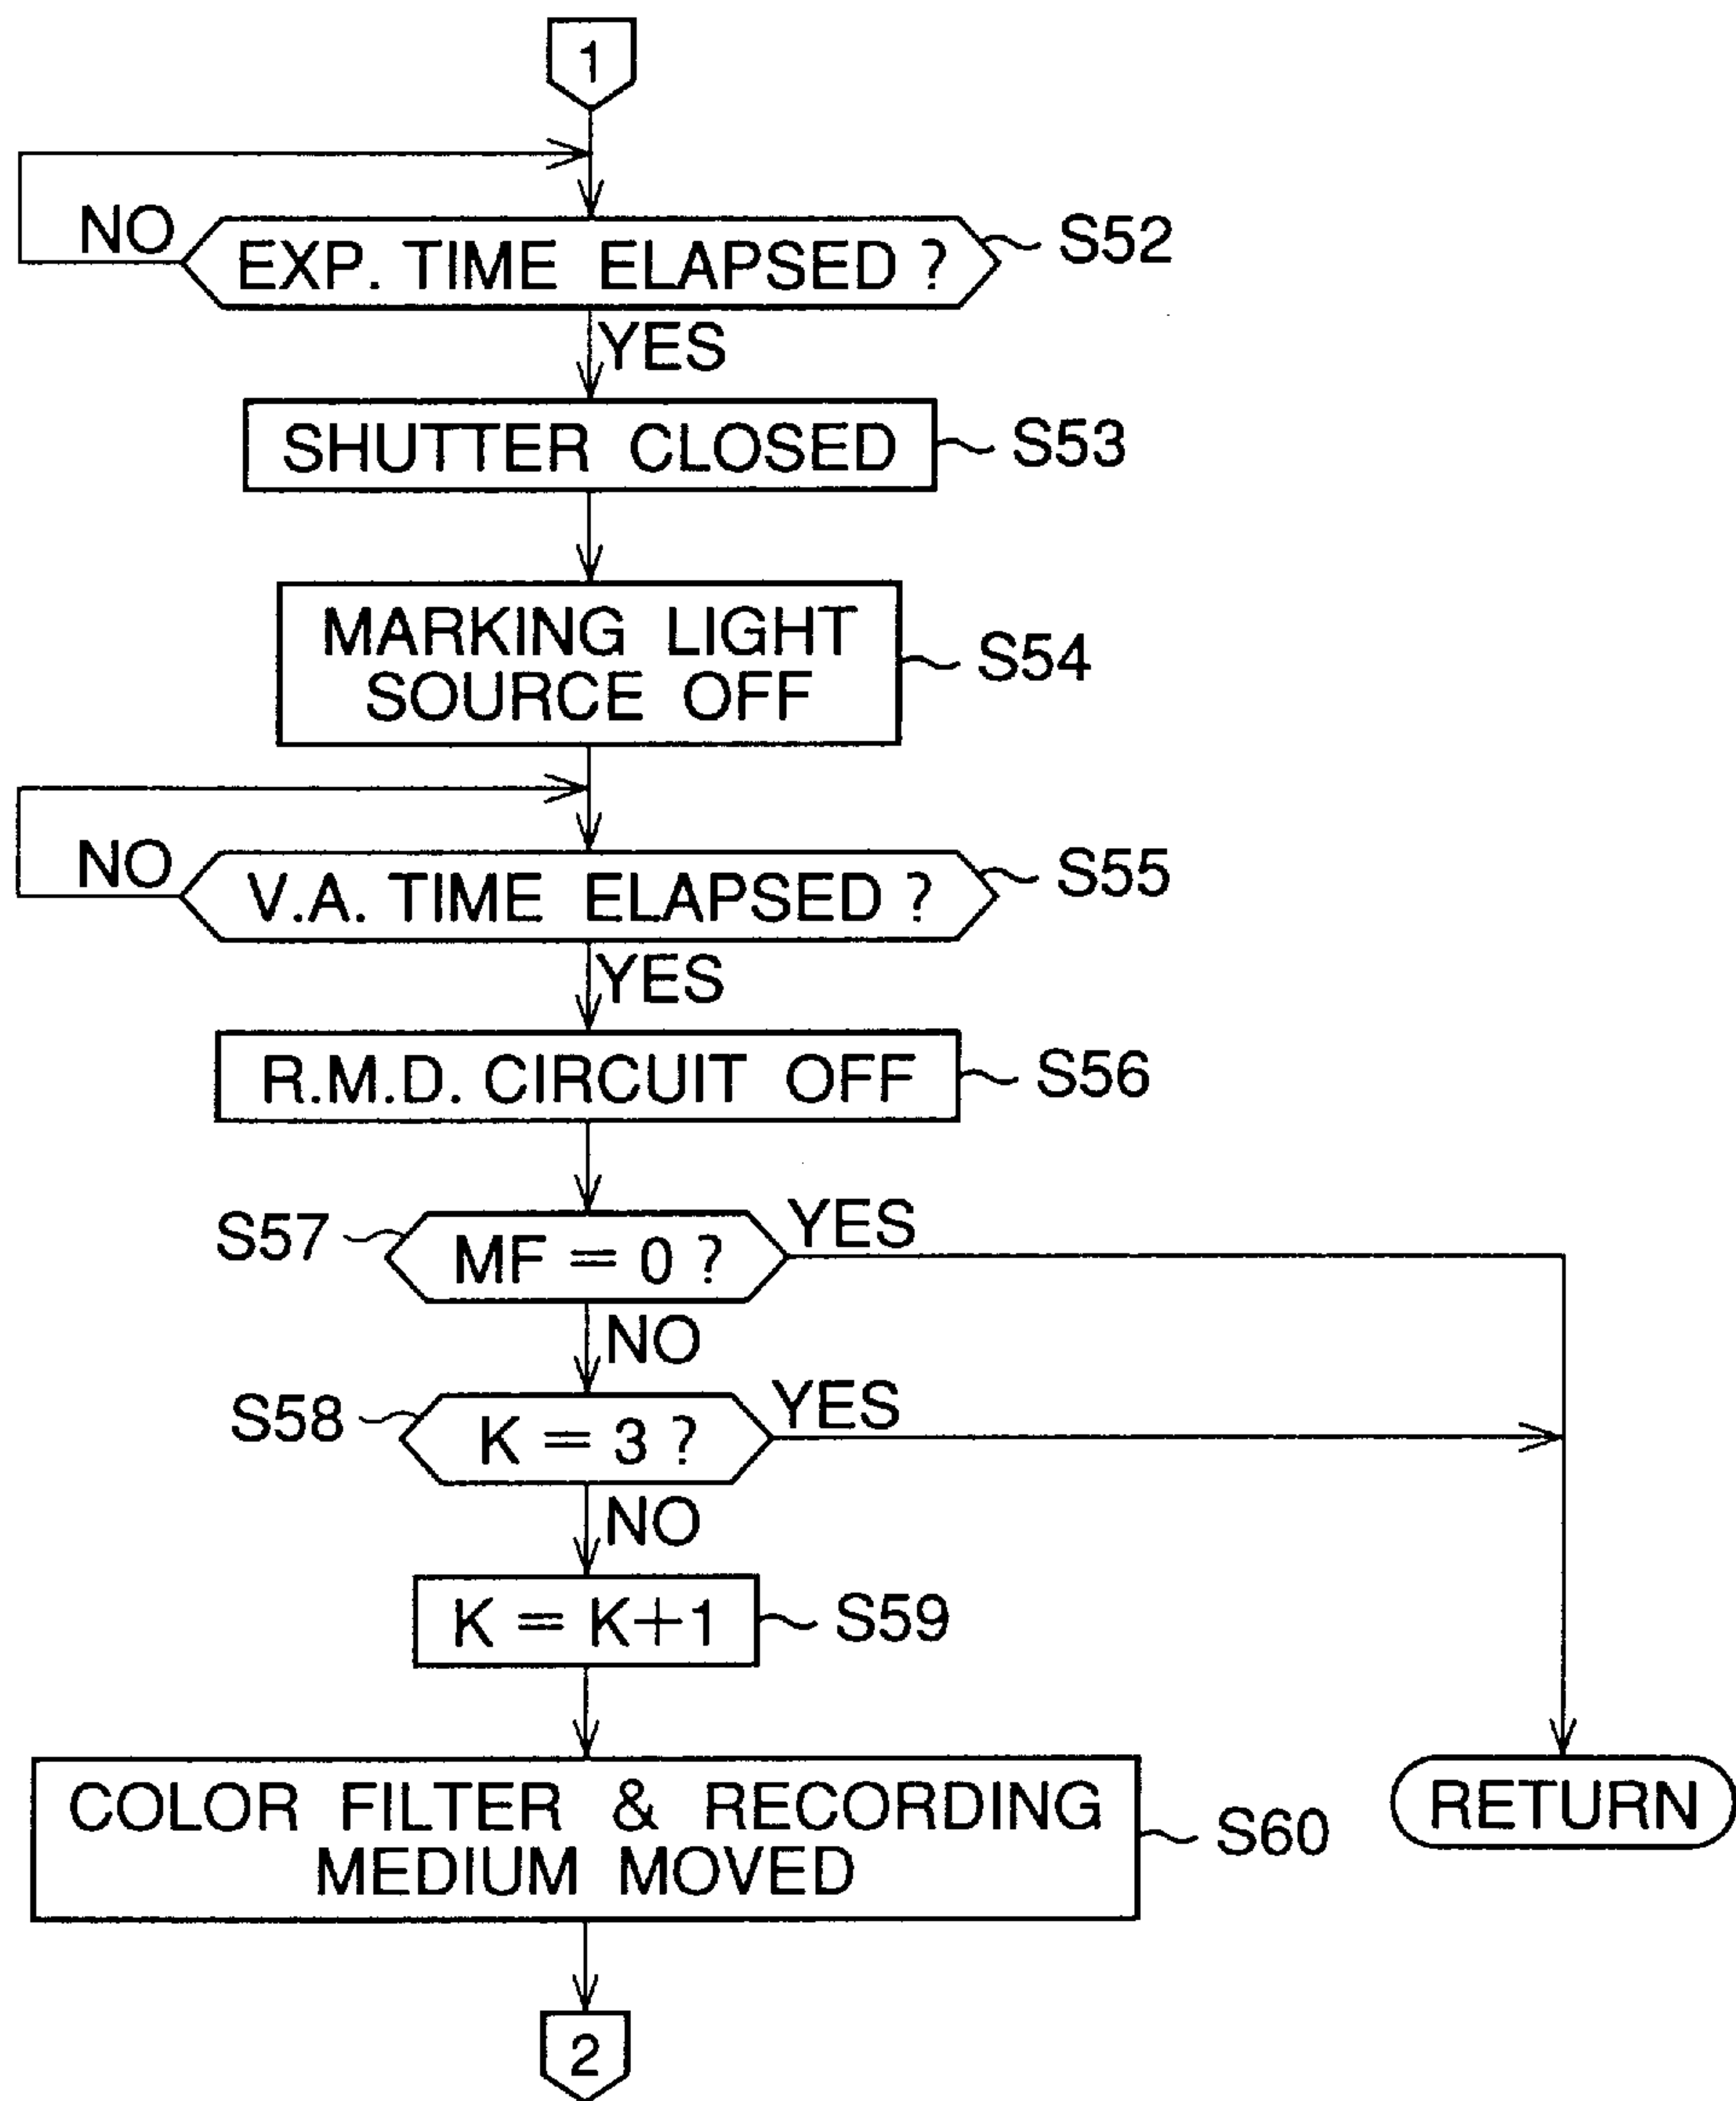 1
NO
EXP. TIME ELAPSED ?
S52
YES
SHUTTER CLOSED
S53
MARKING LIGHT
SOURCE OFF
S54
NO
V.A. TIME ELAPSED ?
S55
YES
R.M.D. CIRCUIT OFF
S56
S57
MF = 0 ?
YES
NO
S58
K = 3 ?
YES
NO
K = K+1
S59
COLOR FILTER & RECORDING
MEDIUM MOVED
S60
RETURN
2